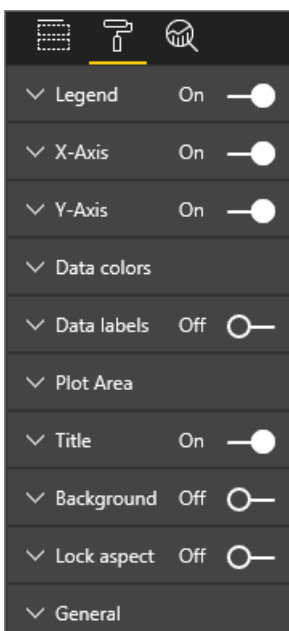 Legend On
X-Axis On
Y-Axis On
Data colors
Data labels Off
Plot Area
Title On
Background Off
Lock aspect Off
General